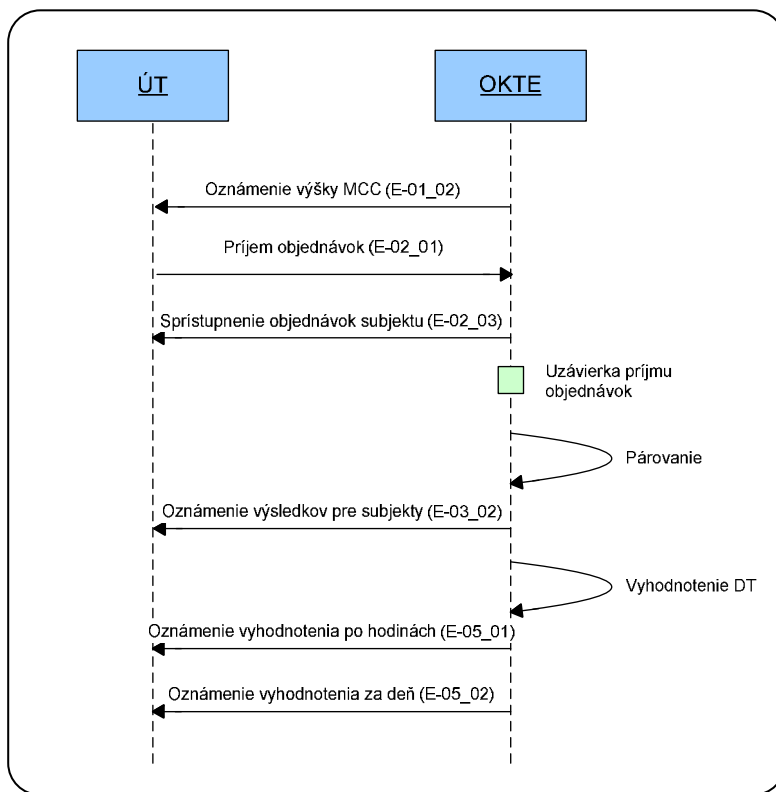 ÚT
OKTE
Oznámenie výšky MCC (E-01_02)
Príjem objednávok (E-02_01)
Sprístupnenie objednávok subjektu (E-02_03)
Uzávierka príjmu
objednávok
Párovanie
Oznámenie výsledkov pre subjekty (E-03_02)
Vyhodnotenie DT
Oznámenie vyhodnotenia po hodinách (E-05_01)
Oznámenie vyhodnotenia za deň (E-05_02)